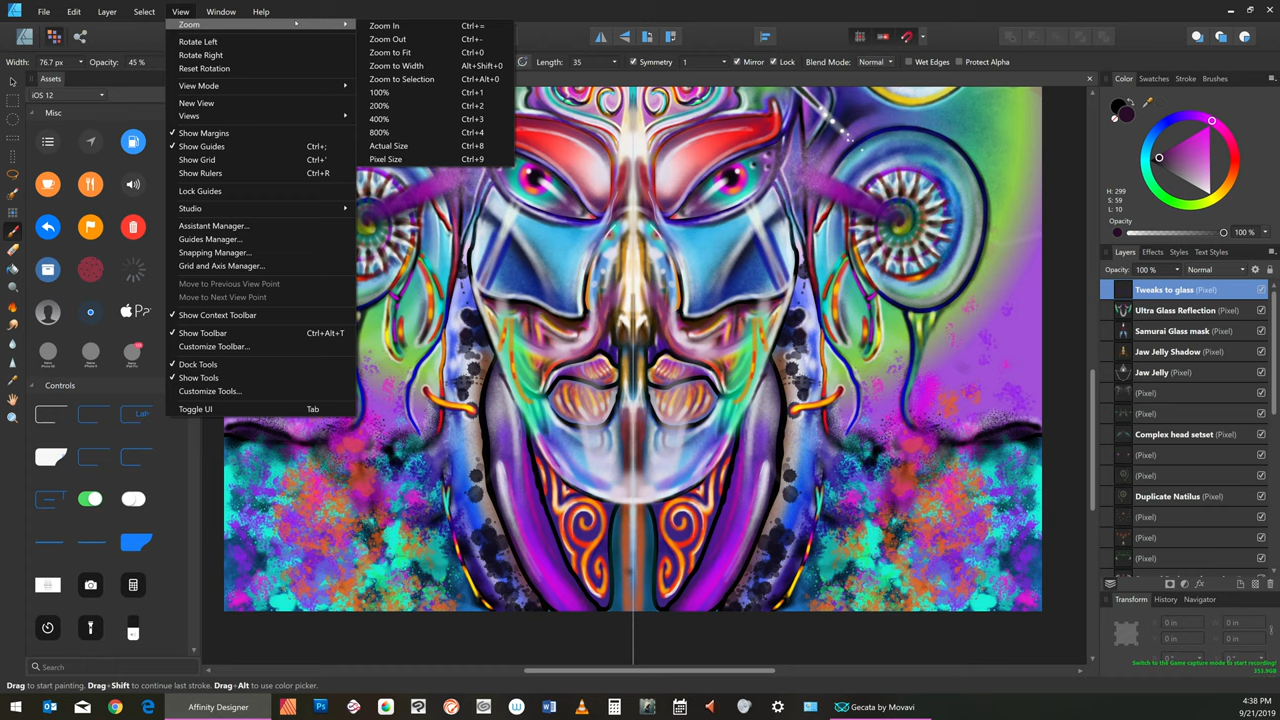 File Edit Layer Select View Window Help
Width: 76.7 px Opacity: 45 % Length: 35 Symmetry 1 Mirror Lock Blend Mode: Normal Wet Edges Protect Alpha
Assets
iOS 12
Misc
Controls
Search
Zoom
Rotate Left
Rotate Right
Reset Rotation
View Mode
New View
Views
Show Margins
Show Guides Ctrl+;
Show Grid Ctrl+'
Show Rulers Ctrl+R
Lock Guides
Studio
Assistant Manager...
Guides Manager...
Snapping Manager...
Grid and Axis Manager...
Move to Previous View Point
Move to Next View Point
Show Context Toolbar
Show Toolbar Ctrl+Alt+T
Customize Toolbar...
Dock Tools
Show Tools
Customize Tools...
Toggle UI Tab
Zoom In Ctrl+=
Zoom Out Ctrl+-
Zoom to Fit Ctrl+0
Zoom to Width Alt+Shift+0
Zoom to Selection Ctrl+Alt+0
100% Ctrl+1
200% Ctrl+2
400% Ctrl+3
800% Ctrl+4
Actual Size Ctrl+8
Pixel Size Ctrl+9
Color Swatches Stroke Brushes
H: 299
S: 59
L: 10
Opacity
100 %
Layers Effects Styles Text Styles
Opacity: 100 % Normal
Tweaks to glass (Pixel)
Ultra Glass Reflection (Pixel)
Samurai Glass mask (Pixel)
Jaw Jelly Shadow (Pixel)
Jaw Jelly (Pixel)
(Pixel)
(Pixel)
Complex head setset (Pixel)
(Pixel)
(Pixel)
Duplicate Natilus (Pixel)
(Pixel)
(Pixel)
(Pixel)
Transform History Navigator
X: 0 in W: 0 in
Y: 0 in H: 0 in
Switch to the Game capture mode to start recording!
353.9GB
Drag to start painting. Drag+Shift to continue last stroke. Drag+Alt to use color picker.
Affinity Designer
Gecata by Movavi
4:38 PM
9/21/2019